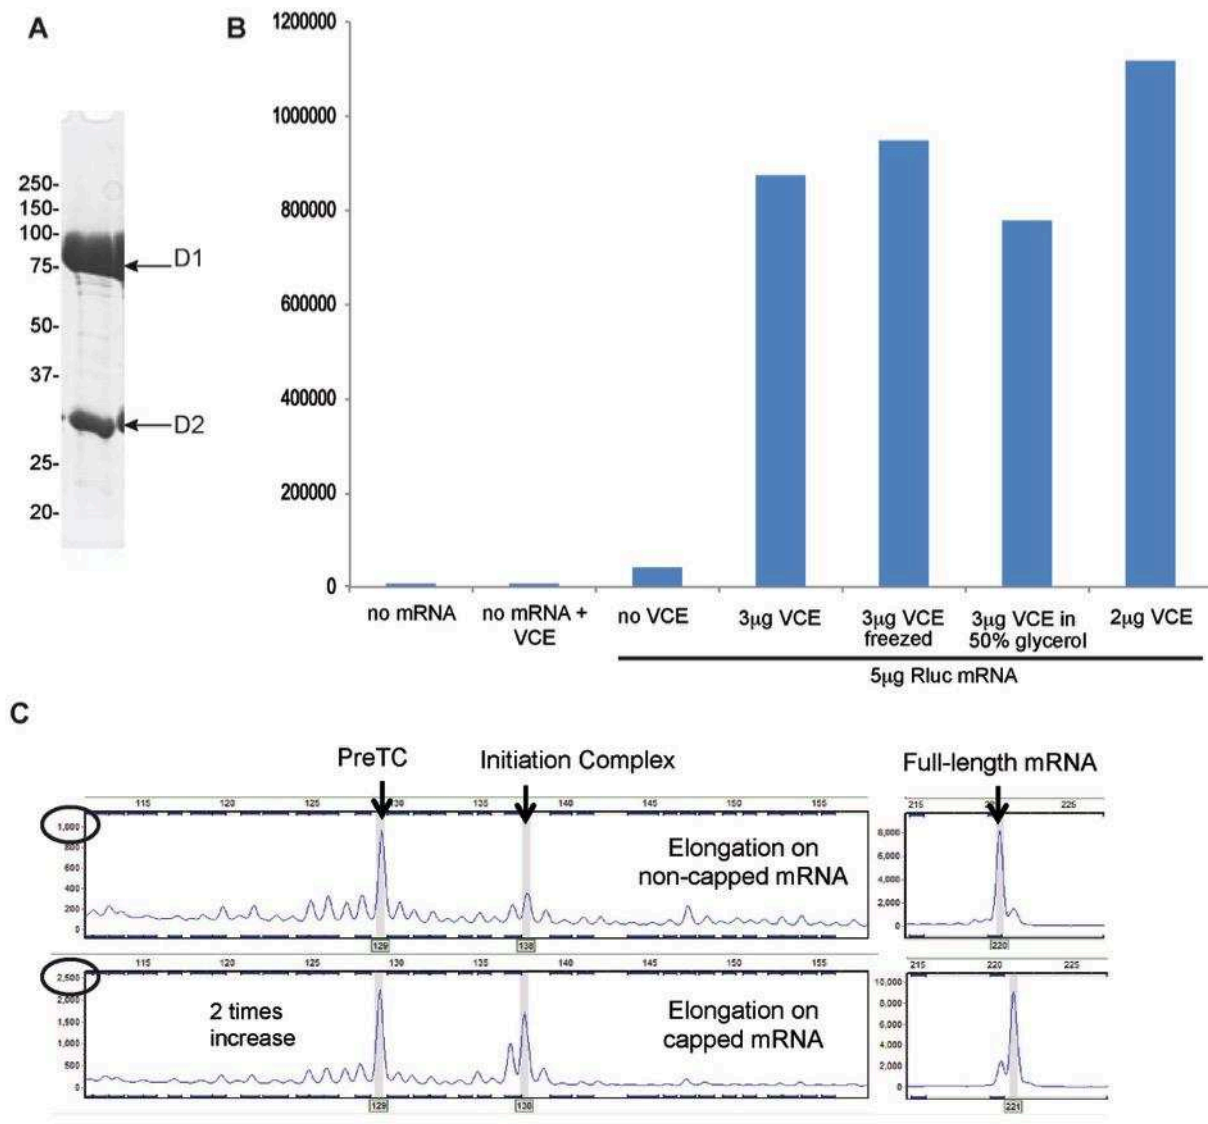 A
B
250-
150-
100-
75-
50-
37-
25-
20-
D1
D2
1200000
1000000
800000
600000
400000
200000
0
no mRNA
no mRNA +
VCE
no VCE
3µg VCE
3µg VCE
freezed
3µg VCE in
50% glycerol
2µg VCE
5µg Rluc mRNA
C
PreTC
Initiation Complex
Full-length mRNA
115 120 125 130 135 140 145 150 155
215 225
1,000
800
600
400
200
0
Elongation on
non-capped mRNA
129
138
8,000
6,000
4,000
2,000
0
220
115 120 125 130 135 140 145 150 155
215 220 225
2,500
2,000
1,500
1,000
500
0
2 times
increase
Elongation on
capped mRNA
129
10,000
8,000
6,000
4,000
2,000
0
221